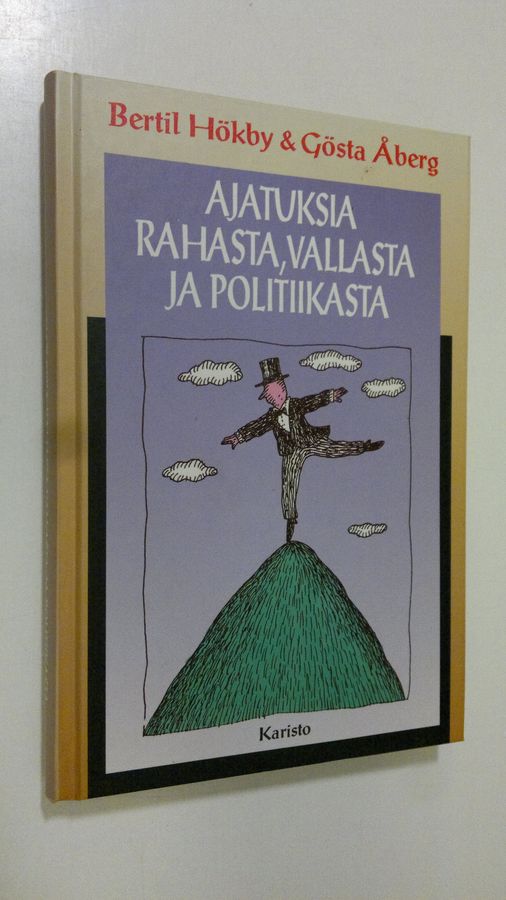 Bertil Hökby & Gösta Åberg
AJATUKSIA
RAHASTA, VALLASTA
JA POLITIIKASTA
Karisto